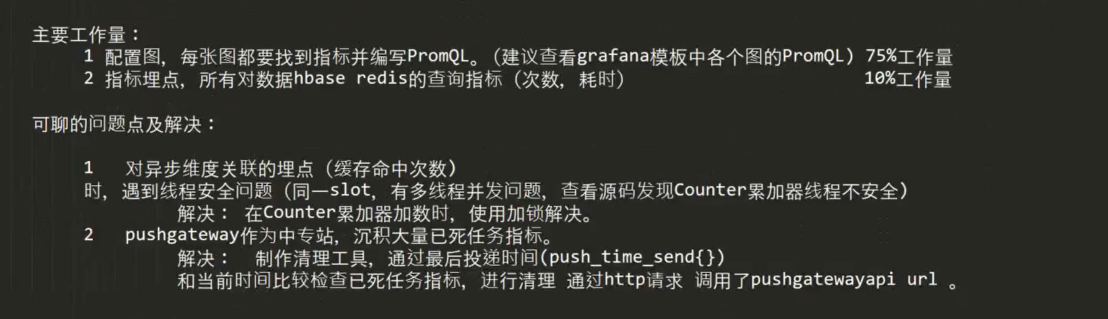 主要工作量：
1 配置图，每张图都要找到指标并编写PromQL。（建议查看grafana模板中各个图的PromQL）75%工作量
2 指标埋点，所有对数据hbase redis的查询指标（次数，耗时） 10%工作量
可聊的问题点及解决：
1 对异步维度关联的埋点（缓存命中次数）
时，遇到线程安全问题（同一slot，有多线程并发问题，查看源码发现Counter累加器线程不安全）
解决： 在Counter累加器加数时，使用加锁解决。
2 pushgateway作为中专站，沉积大量已死任务指标。
解决： 制作清理工具，通过最后投递时间(push_time_send{})
和当前时间比较检查已死任务指标，进行清理 通过http请求 调用了pushgatewayapi url 。